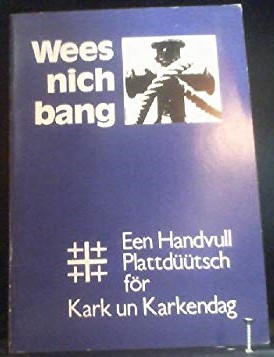 Wees
nich
bang
Een Handvull
Plattdüütsch
för
Kark un Karkendag